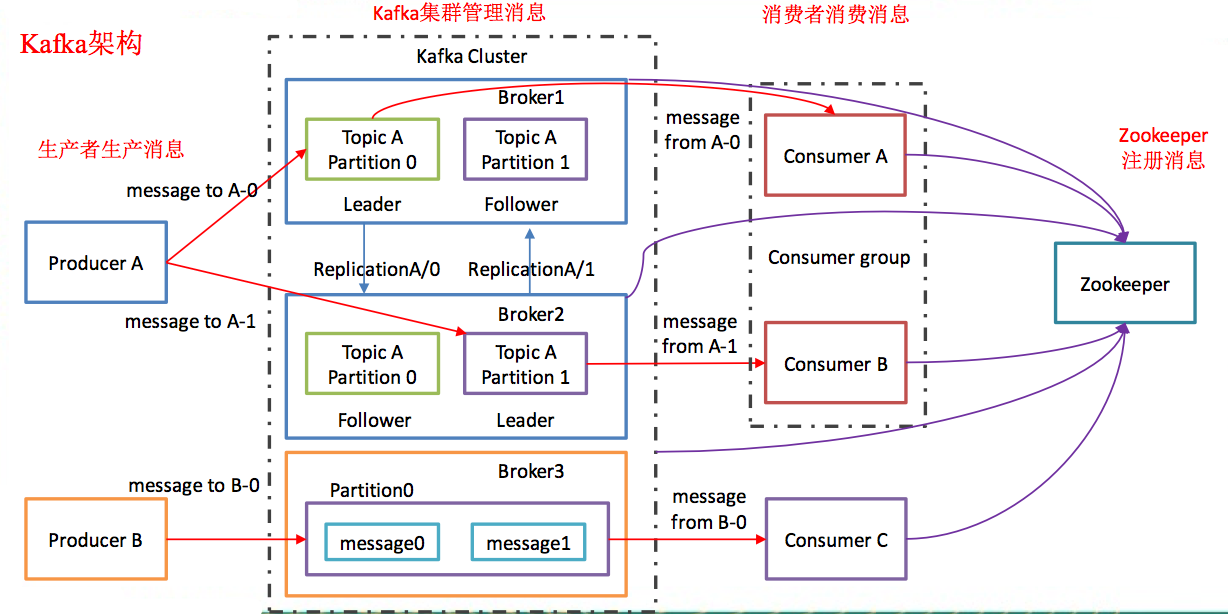 Kafka架构
Kafka集群管理消息
消费者消费消息
Kafka Cluster
生产者生产消息
Zookeeper
注册消息
message to A-0
Producer A
message to A-1
Broker1
Topic A
Partition 0
Topic A
Partition 1
Leader
Follower
ReplicationA/0
ReplicationA/1
Broker2
Topic A
Partition 0
Topic A
Partition 1
Follower
Leader
message
from A-0
Consumer A
Consumer group
message
from A-1
Consumer B
Zookeeper
message to B-0
Producer B
Broker3
Partition0
message0
message1
message
from B-0
Consumer C